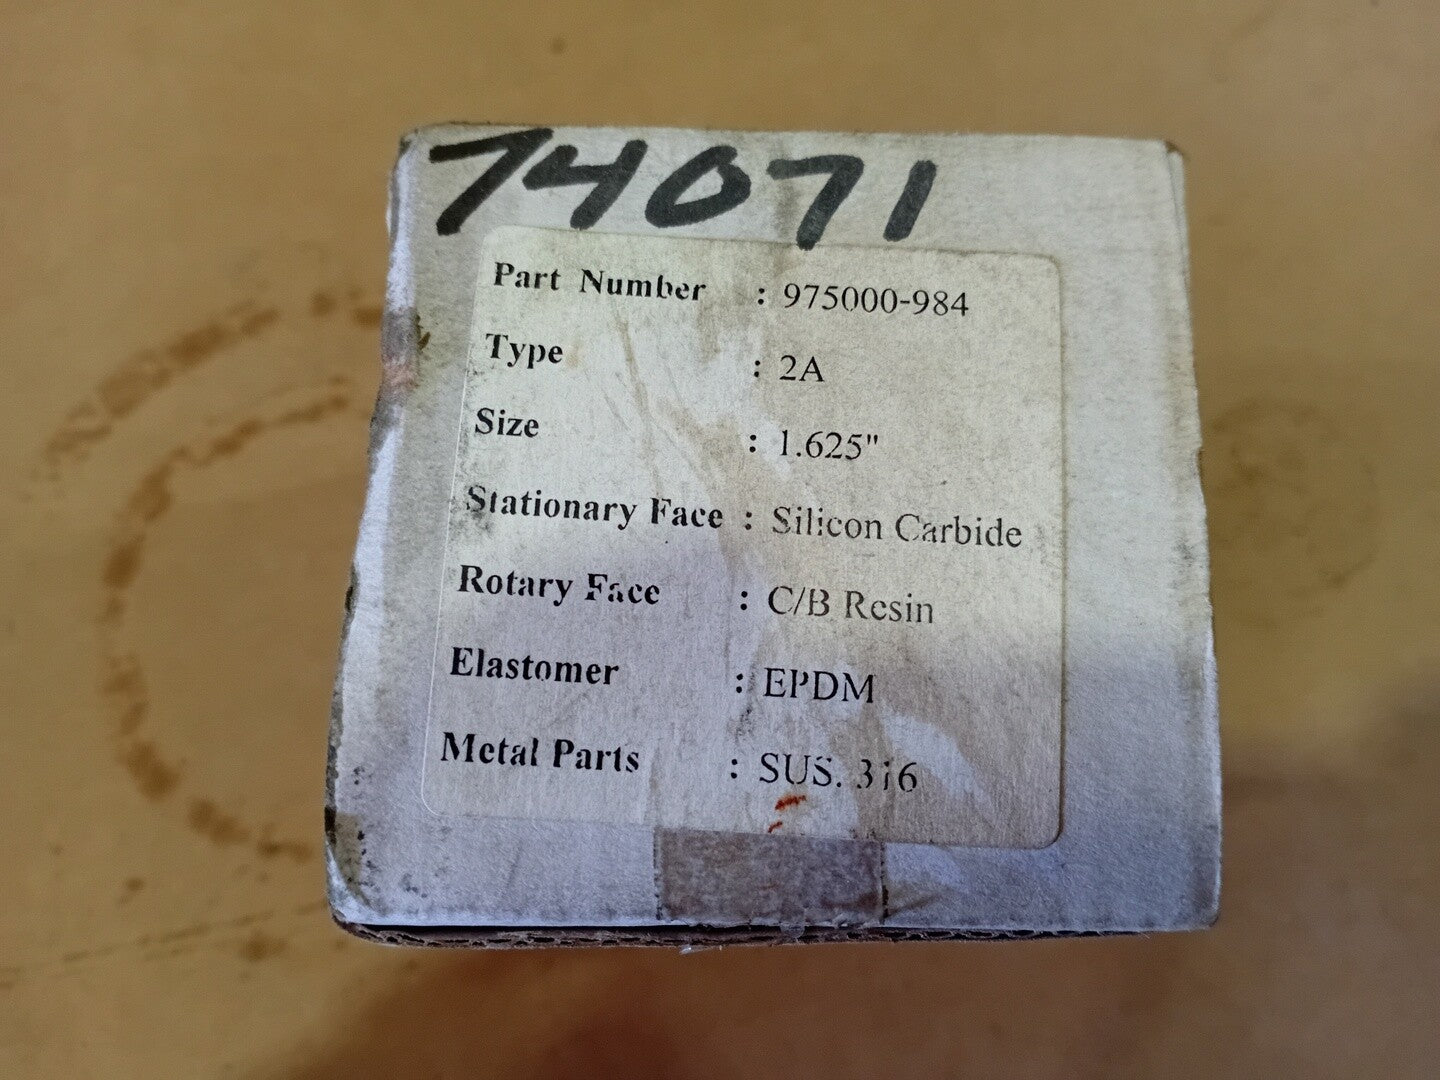 74071
Part Number : 975000-984
Type : 2A
Size : 1.625"
Stationary Face : Silicon Carbide
Rotary Face : C/B Resin
Elastomer : EPDM
Metal Parts : SUS. 316